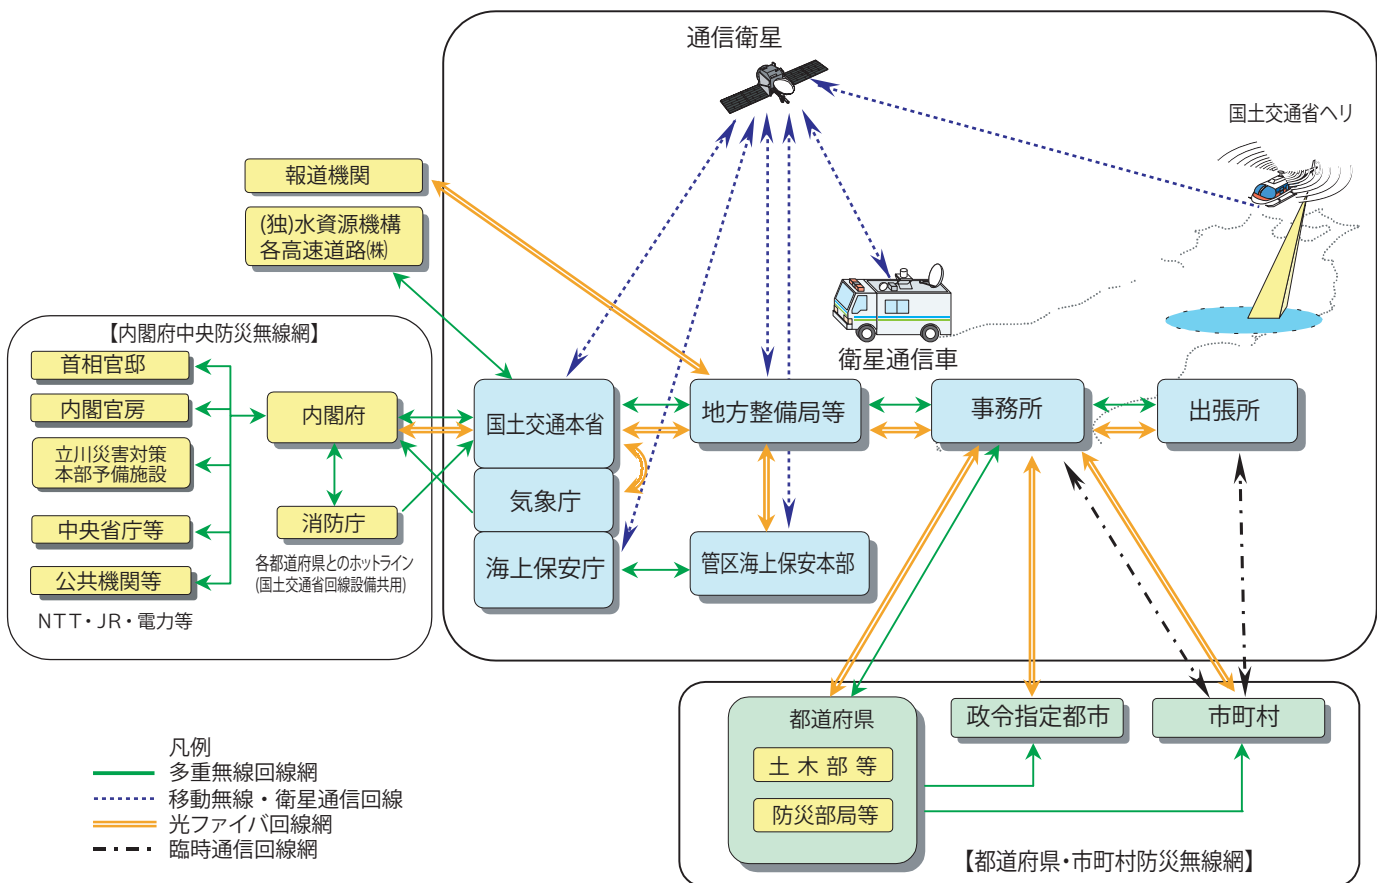 通信衛星
国土交通省ヘリ
報道機関
(独)水資源機構
各高速道路㈱
衛星通信車
【内閣府中央防災無線網】
首相官邸
内閣官房
立川災害対策
本部予備施設
中央省庁等
公共機関等
NTT・JR・電力等
内閣府
消防庁
各都道府県とのホットライン
(国土交通省回線設備共用)
国土交通本省
気象庁
海上保安庁
地方整備局等
管区海上保安本部
事務所
出張所
都道府県
土木部等
防災部局等
政令指定都市
市町村
【都道府県・市町村防災無線網】
凡例
多重無線回線網
移動無線・衛星通信回線
光ファイバ回線網
臨時通信回線網